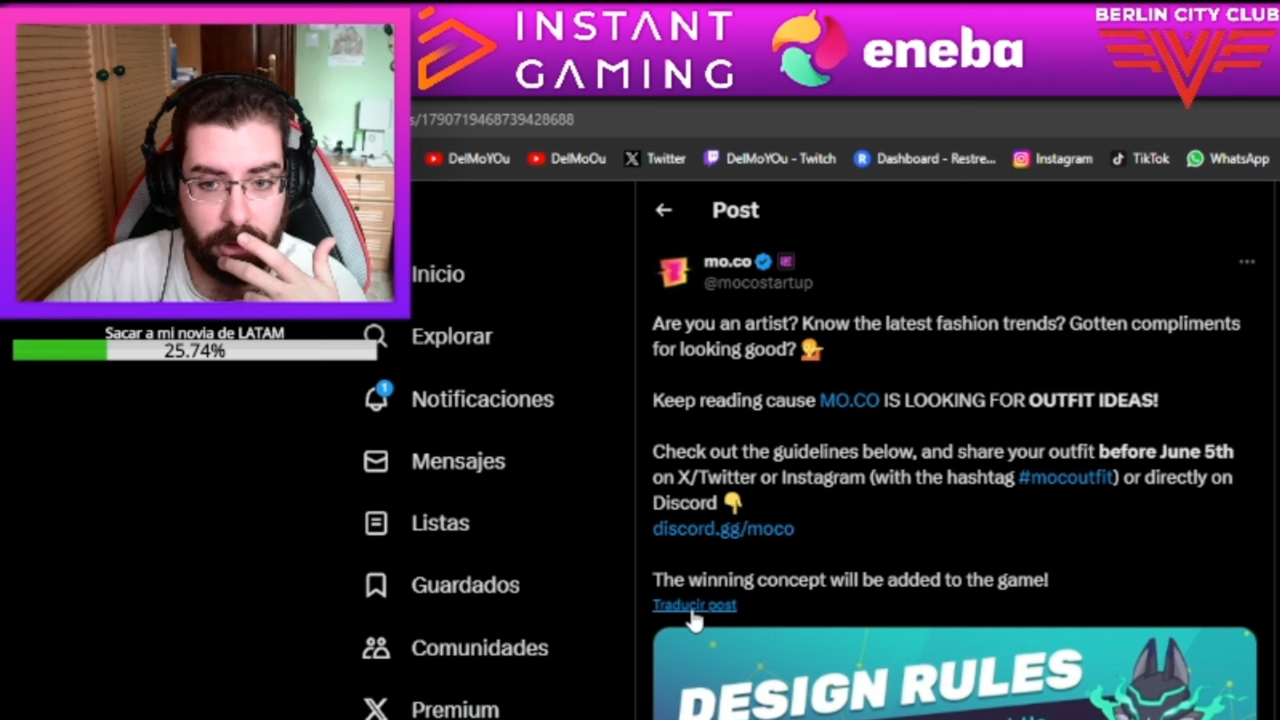 INSTANT
GAMING
eneba
BERLIN CITY CLUB
s/1790719468739428688
DelMoYOu
DelMoOu
Twitter
DelMoYOu - Twitch
Dashboard - Restre...
Instagram
TikTok
WhatsApp
Sacar a mi novia de LATAM
25.74%
Inicio
Explorar
1
Notificaciones
Mensajes
Listas
Guardados
Comunidades
Premium
Post
mo.co
@mocostartup
Are you an artist? Know the latest fashion trends? Gotten compliments
for looking good? 💁
Keep reading cause MO.CO IS LOOKING FOR OUTFIT IDEAS!
Check out the guidelines below, and share your outfit before June 5th
on X/Twitter or Instagram (with the hashtag #mocoutfit) or directly on
Discord 👇
discord.gg/moco
The winning concept will be added to the game!
Traducir post
DESIGN RULES